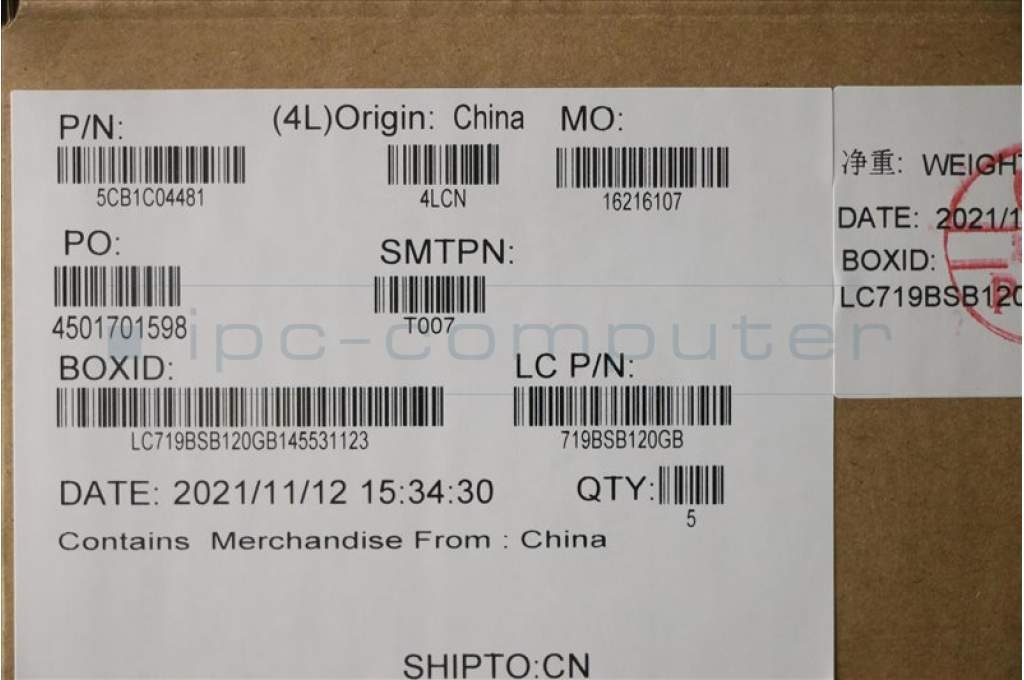 P/N: (4L)Origin: China MO:
5CB1C04481 4LCN 16216107
PO: SMTPN:
4501701598 T007
BOXID: LC P/N:
LC719BSB120GB145531123 719BSB120GB
DATE: 2021/11/12 15:34:30 QTY:
5
Contains Merchandise From : China
SHIPTO:CN
净重: WEIGHT
DATE: 2021/1
BOXID:
LC719BSB120
ipc-computer